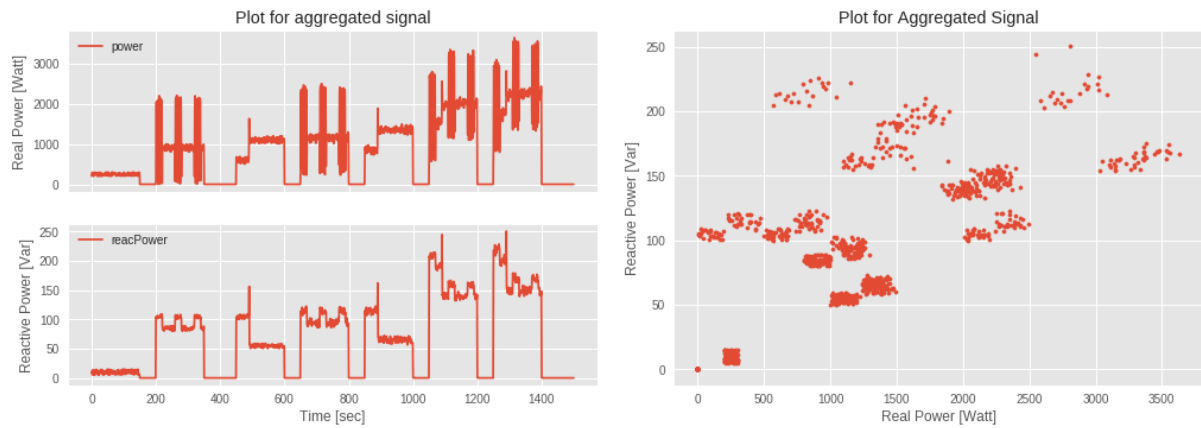 Plot for aggregated signal
power
Real Power [Watt]
3000
2000
1000
0
reacPower
Reactive Power [Var]
250
200
150
100
50
0
0 200 400 600 800 1000 1200 1400
Time [sec]
Plot for Aggregated Signal
Reactive Power [Var]
250
200
150
100
50
0
0 500 1000 1500 2000 2500 3000 3500
Real Power [Watt]